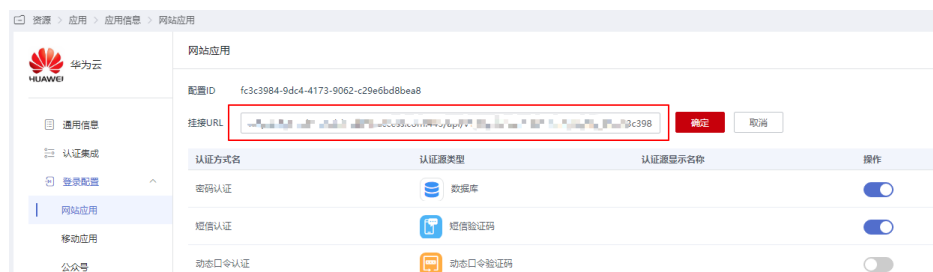 资源 > 应用 > 应用信息 > 网站应用
HUAWEI
华为云
网站应用
配置ID fc3c3984-9dc4-4173-9062-c29e6bd8bea8
通用信息
挂接URL 3c398 确定 取消
认证集成
认证方式名 认证源类型 认证源显示名称 操作
登录配置
密码认证 数据库
网站应用
短信认证 短信验证码
移动应用
动态口令认证 动态口令验证码
公众号